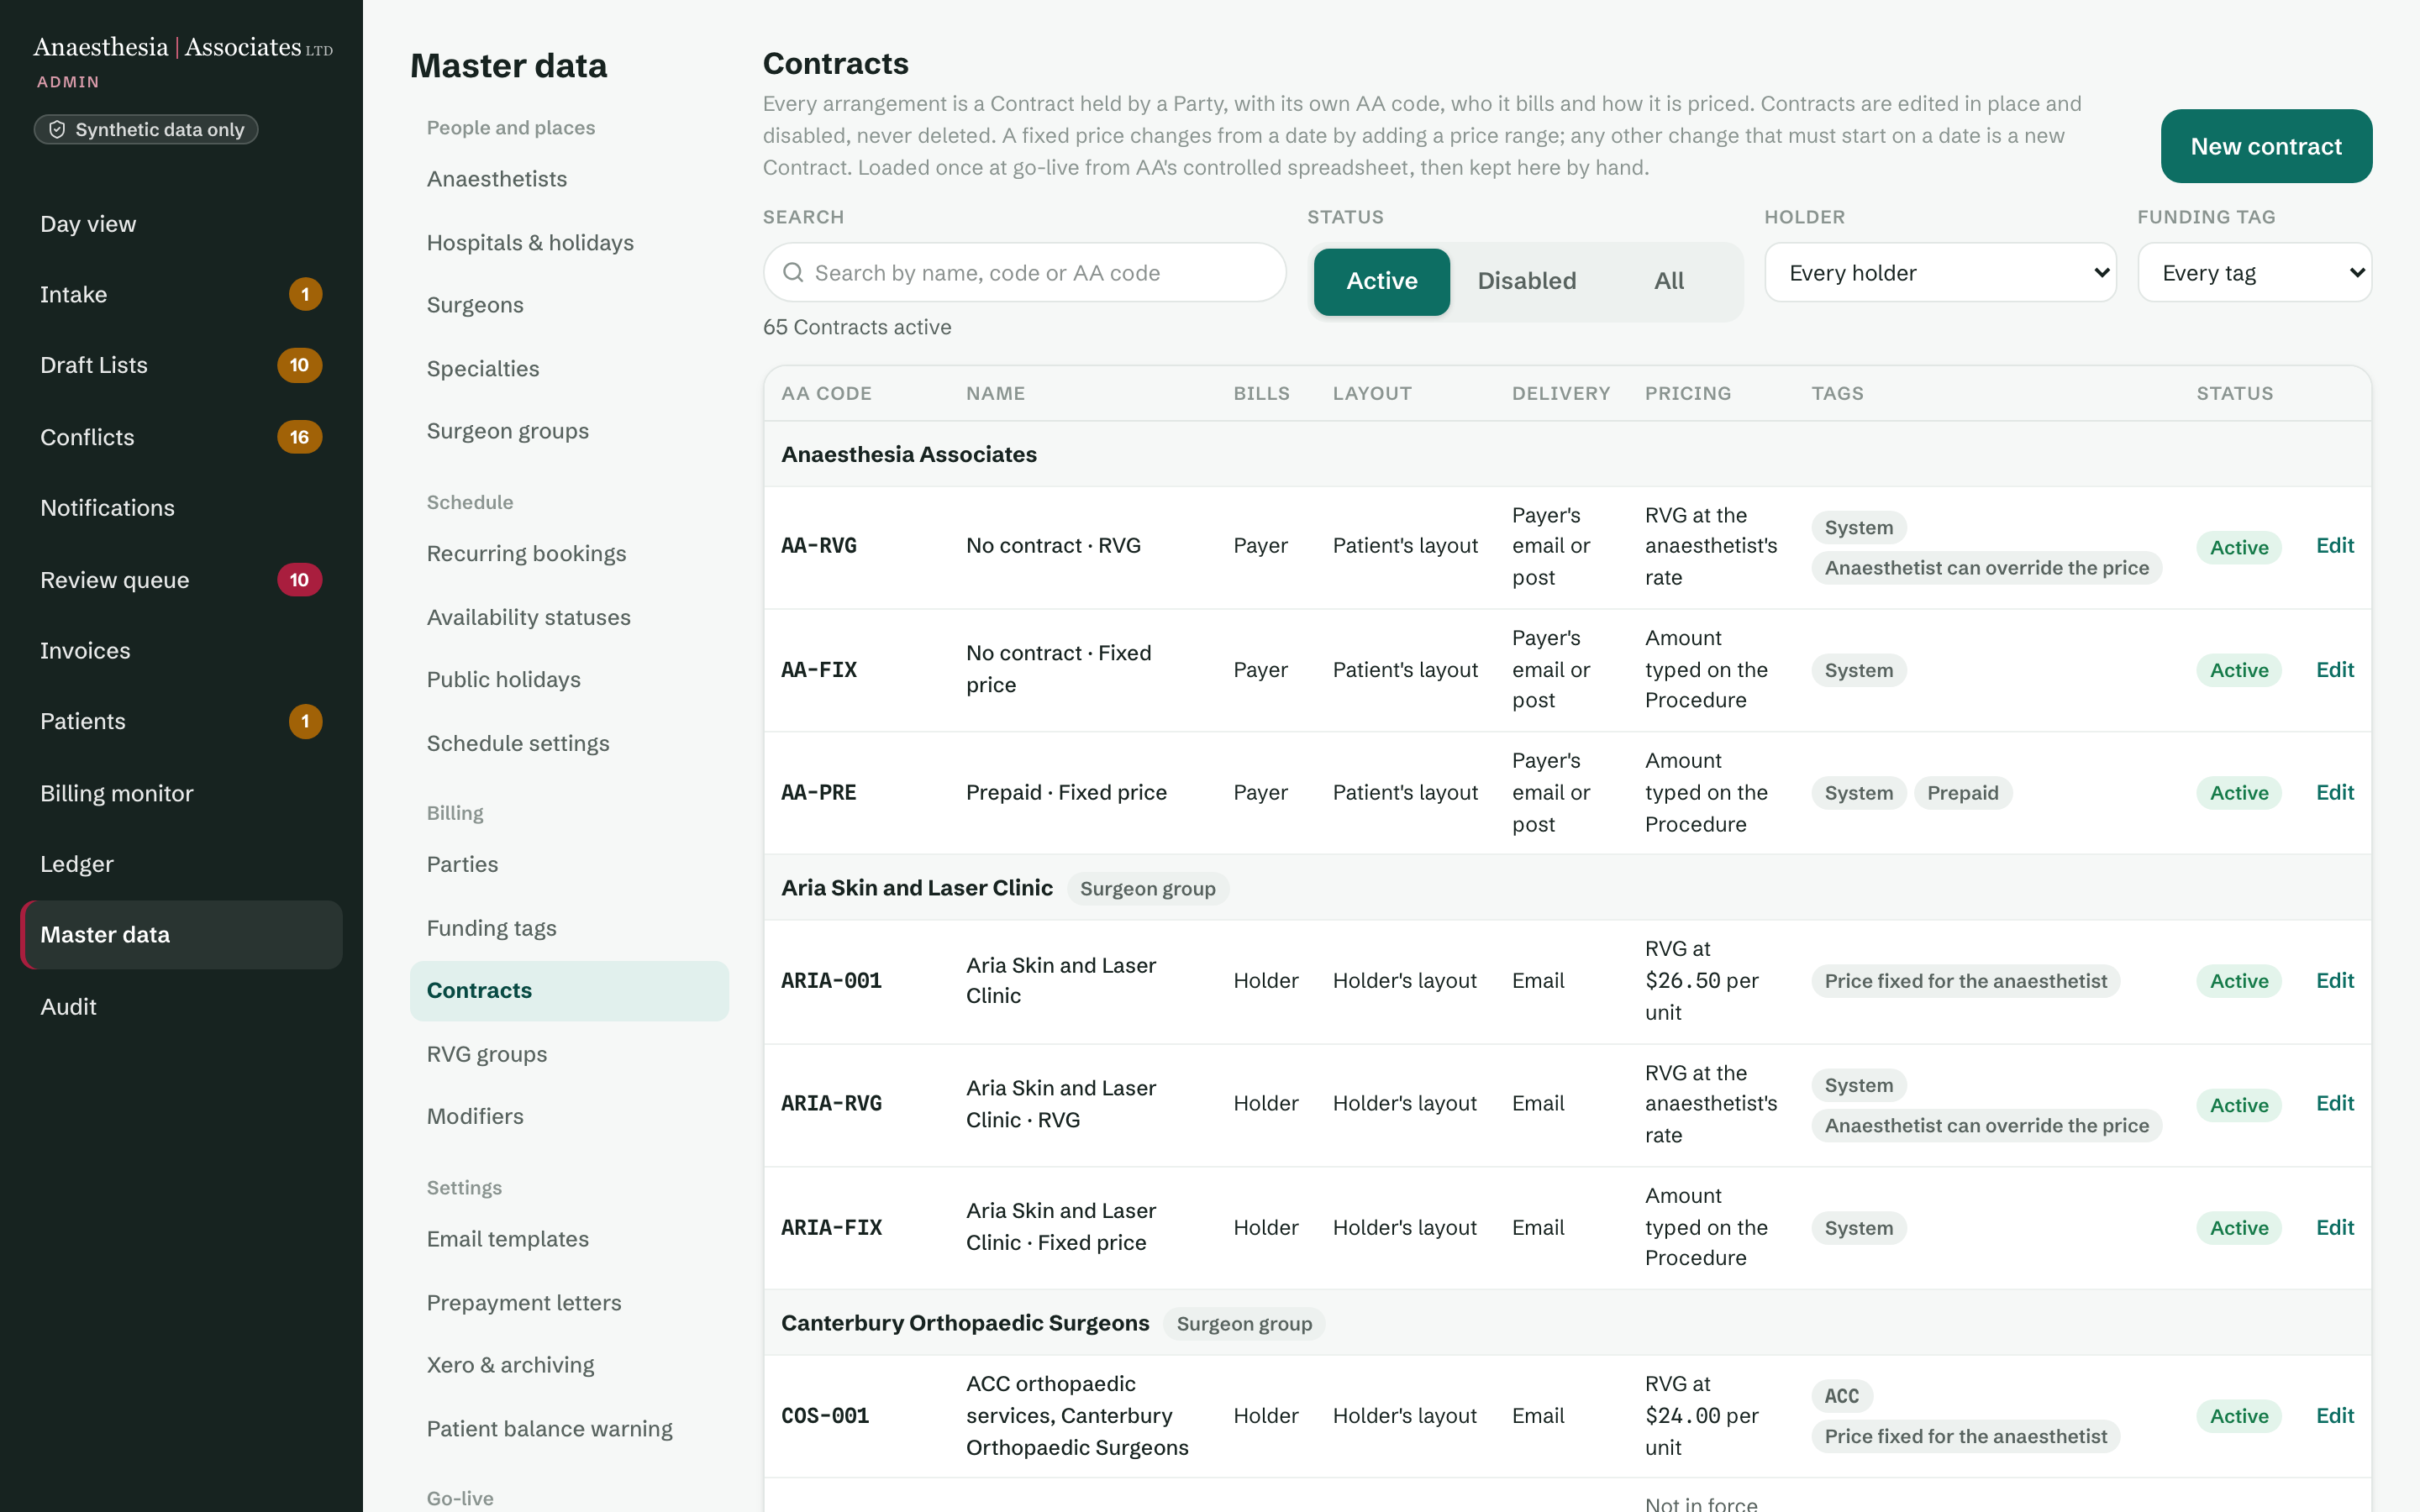 Anaesthesia | Associates LTD
ADMIN
Synthetic data only
Day view
Intake 1
Draft Lists 10
Conflicts 16
Notifications
Review queue 10
Invoices
Patients 1
Billing monitor
Ledger
Master data
Audit
Master data
People and places
Anaesthetists
Hospitals & holidays
Surgeons
Specialties
Surgeon groups
Schedule
Recurring bookings
Availability statuses
Public holidays
Schedule settings
Billing
Parties
Funding tags
Contracts
RVG groups
Modifiers
Settings
Email templates
Prepayment letters
Xero & archiving
Patient balance warning
Go-live
Contracts
Every arrangement is a Contract held by a Party, with its own AA code, who it bills and how it is priced. Contracts are edited in place and
disabled, never deleted. A fixed price changes from a date by adding a price range; any other change that must start on a date is a new
Contract. Loaded once at go-live from AA's controlled spreadsheet, then kept here by hand.
New contract
SEARCH STATUS HOLDER FUNDING TAG
Search by name, code or AA code Active Disabled All Every holder Every tag
65 Contracts active
AA CODE NAME BILLS LAYOUT DELIVERY PRICING TAGS STATUS
Anaesthesia Associates
AA-RVG
No contract · RVG
Payer
Patient's layout
Payer's
email or
post
RVG at the
anaesthetist's
rate
System
Anaesthetist can override the price
Active
Edit
AA-FIX
No contract · Fixed
price
Payer
Patient's layout
Payer's
email or
post
Amount
typed on the
Procedure
System
Active
Edit
AA-PRE
Prepaid · Fixed price
Payer
Patient's layout
Payer's
email or
post
Amount
typed on the
Procedure
System Prepaid
Active
Edit
Aria Skin and Laser Clinic Surgeon group
ARIA-001
Aria Skin and Laser
Clinic
Holder
Holder's layout
Email
RVG at
$26.50 per
unit
Price fixed for the anaesthetist
Active
Edit
ARIA-RVG
Aria Skin and Laser
Clinic · RVG
Holder
Holder's layout
Email
RVG at the
anaesthetist's
rate
System
Anaesthetist can override the price
Active
Edit
ARIA-FIX
Aria Skin and Laser
Clinic · Fixed price
Holder
Holder's layout
Email
Amount
typed on the
Procedure
System
Active
Edit
Canterbury Orthopaedic Surgeons Surgeon group
COS-001
ACC orthopaedic
services, Canterbury
Orthopaedic Surgeons
Holder
Holder's layout
Email
RVG at
$24.00 per
unit
ACC
Price fixed for the anaesthetist
Active
Edit
Not in force